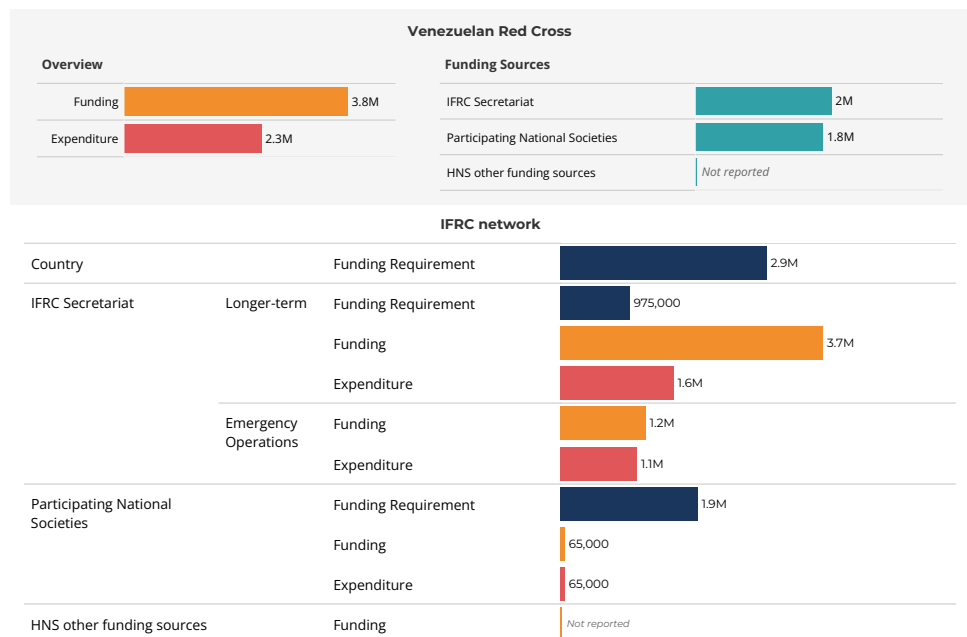 Venezuelan Red Cross
Overview
Funding 3.8M
Expenditure 2.3M
Funding Sources
IFRC Secretariat 2M
Participating National Societies 1.8M
HNS other funding sources Not reported
IFRC network
Country Funding Requirement 2.9M
IFRC Secretariat Longer-term Funding Requirement 975,000
Funding 3.7M
Expenditure 1.6M
Emergency
Operations
Funding 1.2M
Expenditure 1.1M
Participating National
Societies
Funding Requirement 1.9M
Funding 65,000
Expenditure 65,000
HNS other funding sources Funding Not reported